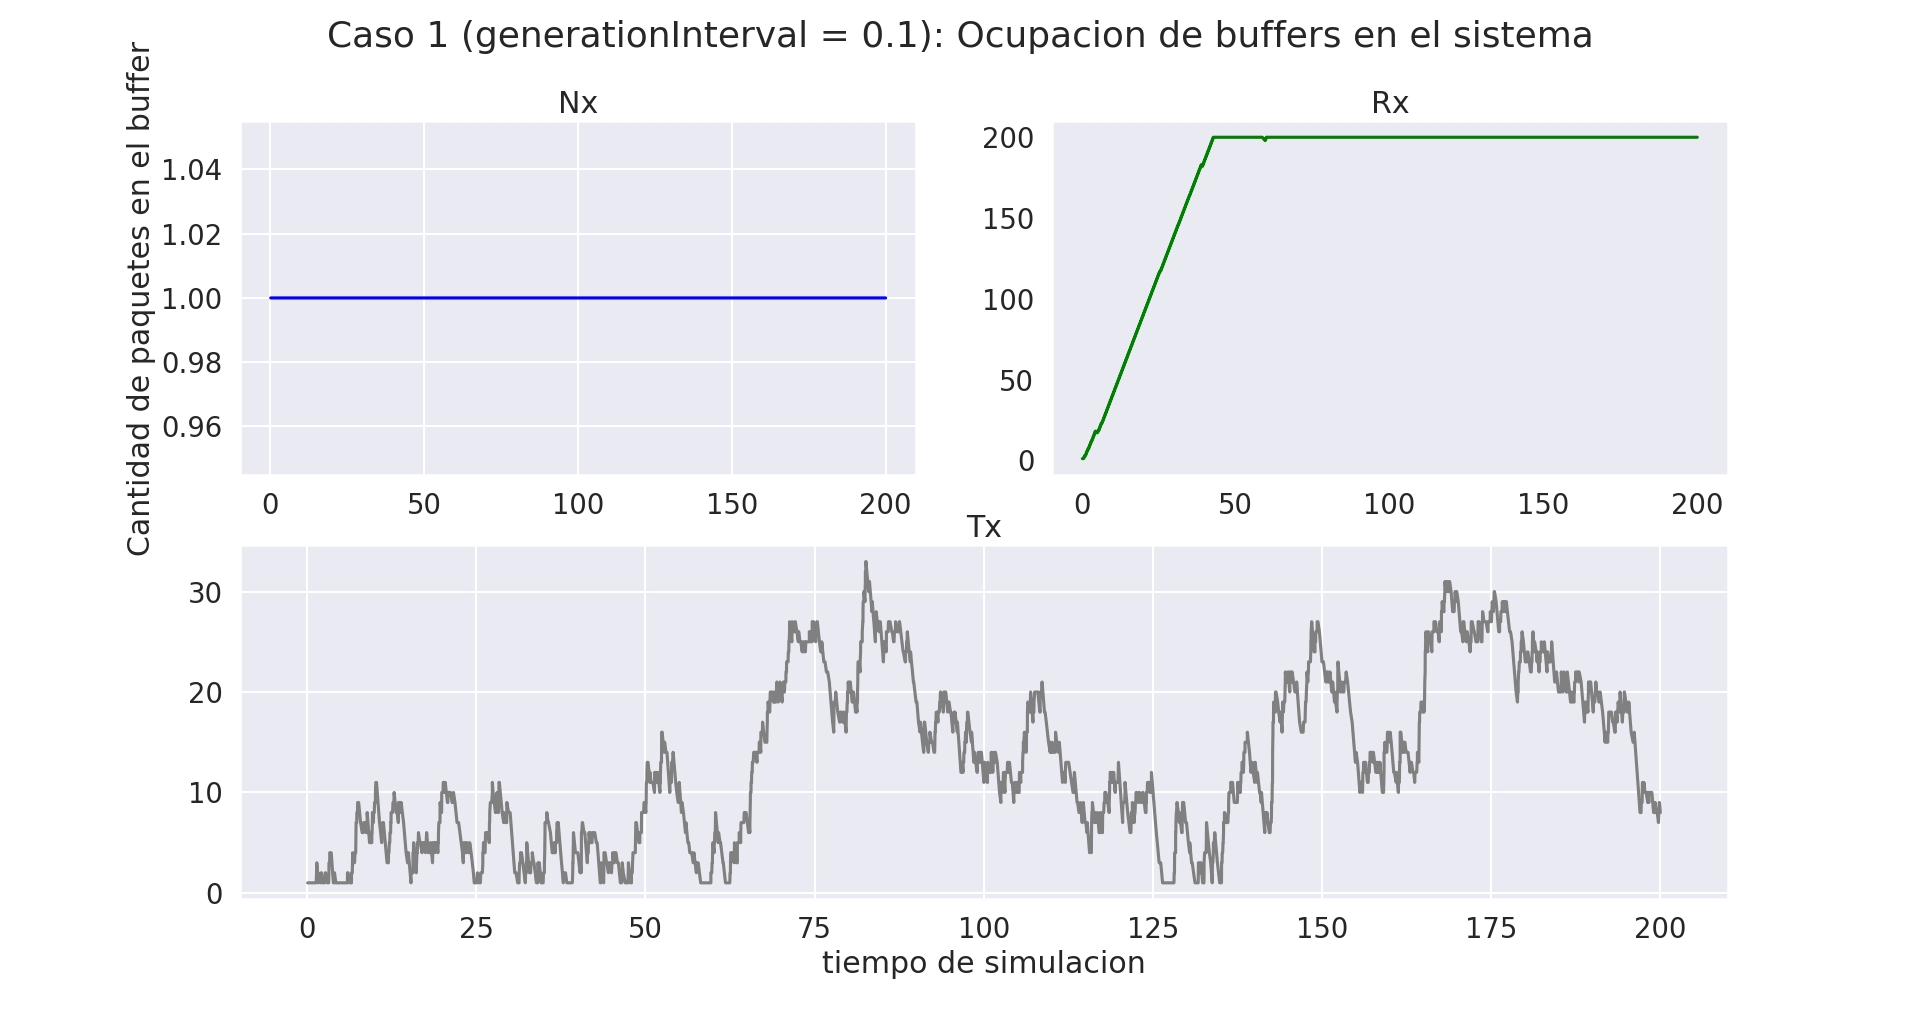 Caso 1 (generationInterval = 0.1): Ocupacion de buffers en el sistema
Cantidad de paquetes en el buffer
Nx
1.04
1.02
1.00
0.98
0.96
0 50 100 150 200
Rx
200
150
100
50
0
0 50 100 150 200
Tx
30
20
10
0
0 25 50 75 100 125 150 175 200
tiempo de simulacion